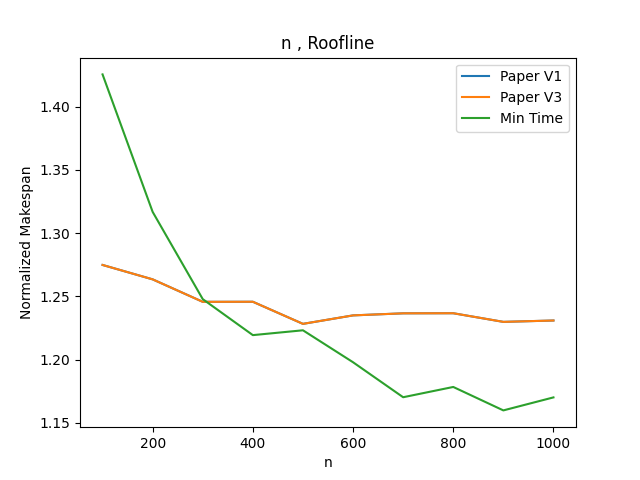 n , Roofline
Paper V1
Paper V3
Min Time
Normalized Makespan
1.40
1.35
1.30
1.25
1.20
1.15
200 400 600 800 1000
n